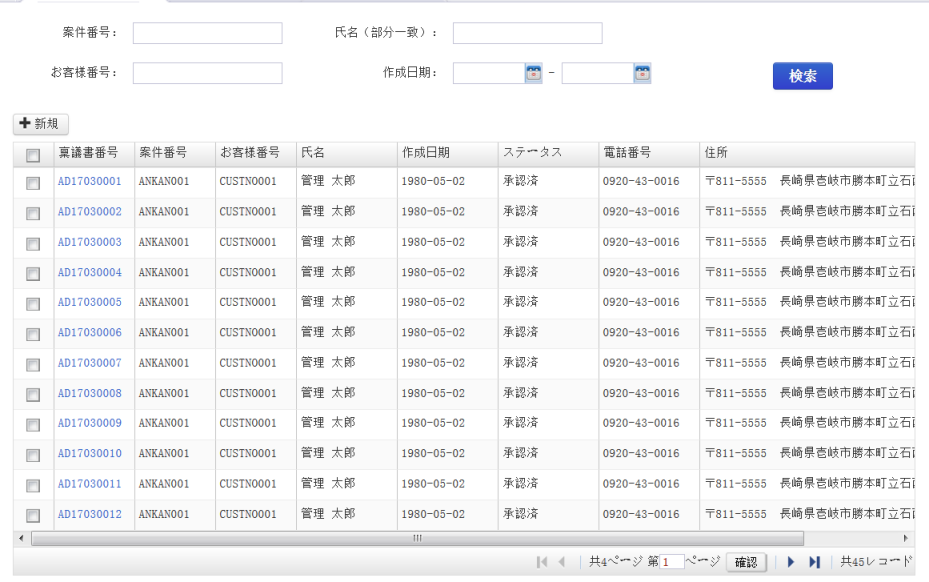 案件番号： 氏名（部分一致）：
お客様番号： 作成日期： - 検索
新規
稟議書番号 案件番号 お客様番号 氏名 作成日期 ステータス 電話番号 住所
AD17030001 ANKAN001 CUSTNO001 管理 太郎 1980-05-02 承認済 0920-43-0016 〒811-5555 長崎県壱岐市勝本町立石
AD17030002 ANKAN001 CUSTNO001 管理 太郎 1980-05-02 承認済 0920-43-0016 〒811-5555 長崎県壱岐市勝本町立石
AD17030003 ANKAN001 CUSTNO001 管理 太郎 1980-05-02 承認済 0920-43-0016 〒811-5555 長崎県壱岐市勝本町立石
AD17030004 ANKAN001 CUSTNO001 管理 太郎 1980-05-02 承認済 0920-43-0016 〒811-5555 長崎県壱岐市勝本町立石
AD17030005 ANKAN001 CUSTNO001 管理 太郎 1980-05-02 承認済 0920-43-0016 〒811-5555 長崎県壱岐市勝本町立石
AD17030006 ANKAN001 CUSTNO001 管理 太郎 1980-05-02 承認済 0920-43-0016 〒811-5555 長崎県壱岐市勝本町立石
AD17030007 ANKAN001 CUSTNO001 管理 太郎 1980-05-02 承認済 0920-43-0016 〒811-5555 長崎県壱岐市勝本町立石
AD17030008 ANKAN001 CUSTNO001 管理 太郎 1980-05-02 承認済 0920-43-0016 〒811-5555 長崎県壱岐市勝本町立石
AD17030009 ANKAN001 CUSTNO001 管理 太郎 1980-05-02 承認済 0920-43-0016 〒811-5555 長崎県壱岐市勝本町立石
AD17030010 ANKAN001 CUSTNO001 管理 太郎 1980-05-02 承認済 0920-43-0016 〒811-5555 長崎県壱岐市勝本町立石
AD17030011 ANKAN001 CUSTNO001 管理 太郎 1980-05-02 承認済 0920-43-0016 〒811-5555 長崎県壱岐市勝本町立石
AD17030012 ANKAN001 CUSTNO001 管理 太郎 1980-05-02 承認済 0920-43-0016 〒811-5555 長崎県壱岐市勝本町立石
共4ページ 第 1 ページ 確認 共45レコード